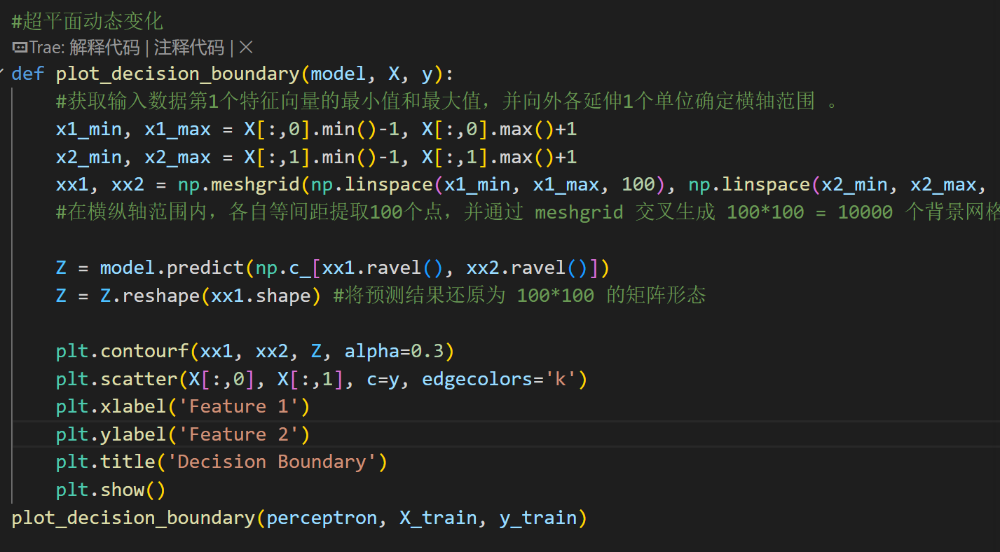 #超平面动态变化
Trae: 解释代码 | 注释代码 | ×
def plot_decision_boundary(model, X, y):
    #获取输入数据第1个特征向量的最小值和最大值，并向外各延伸1个单位确定横轴范围 。
    x1_min, x1_max = X[:,0].min()-1, X[:,0].max()+1
    x2_min, x2_max = X[:,1].min()-1, X[:,1].max()+1
    xx1, xx2 = np.meshgrid(np.linspace(x1_min, x1_max, 100), np.linspace(x2_min, x2_max,
    #在横纵轴范围内，各自等间距提取100个点，并通过 meshgrid 交叉生成 100*100 = 10000 个背景网格
    Z = model.predict(np.c_[xx1.ravel(), xx2.ravel()])
    Z = Z.reshape(xx1.shape) #将预测结果还原为 100*100 的矩阵形态
    plt.contourf(xx1, xx2, Z, alpha=0.3)
    plt.scatter(X[:,0], X[:,1], c=y, edgecolors='k')
    plt.xlabel('Feature 1')
    plt.ylabel('Feature 2')
    plt.title('Decision Boundary')
    plt.show()
plot_decision_boundary(perceptron, X_train, y_train)